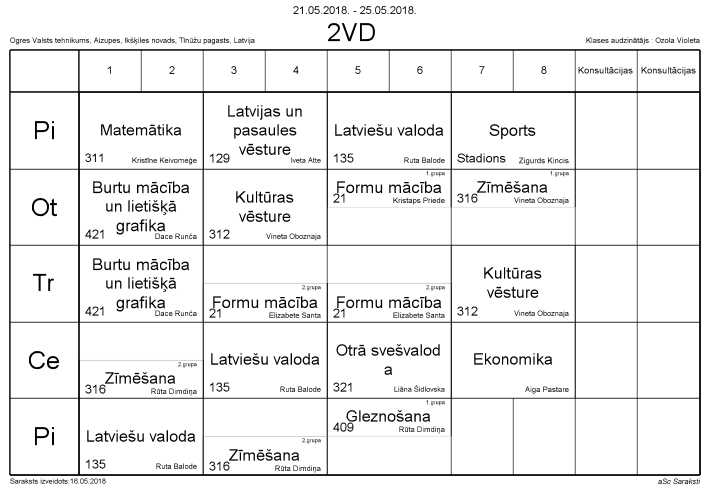 21.05.2018. - 25.05.2018.
Ogres Valsts tehnikums, Aizupes, Ikšķiles novads, Tīnūžu pagasts, Latvija
2VD
Klases audzinātājs : Ozola Violeta
1 2 3 4 5 6 7 8 Konsultācijas Konsultācijas
Pi
Matemātika
311 Kristīne Keivomeģe
Latvijas un
pasaules
vēsture
129 Iveta Atte
Latviešu valoda
135 Ruta Balode
Sports
Stadions Zigurds Kincis
Ot
Burtu mācība
un lietišķā
grafika
421 Dace Runča
Kultūras
vēsture
312 Vineta Oboznaja
1.grupa
Formu mācība
21 Kristaps Priede
1.grupa
Zīmēšana
316 Vineta Oboznaja
Tr
Burtu mācība
un lietišķā
grafika
421 Dace Runča
2.grupa
Formu mācība
21 Elizabete Santa
2.grupa
Formu mācība
21 Elizabete Santa
Kultūras
vēsture
312 Vineta Oboznaja
Ce
2.grupa
Zīmēšana
316 Rūta Dimdiņa
Latviešu valoda
135 Ruta Balode
Otrā svešvalod
a
321 Liāna Šidlovska
Ekonomika
Aiga Pastare
Pi
Latviešu valoda
135 Ruta Balode
2.grupa
Zīmēšana
316 Rūta Dimdiņa
1.grupa
Gleznošana
409 Rūta Dimdiņa
Saraksts izveidots:16.05.2018
aSc Saraksti